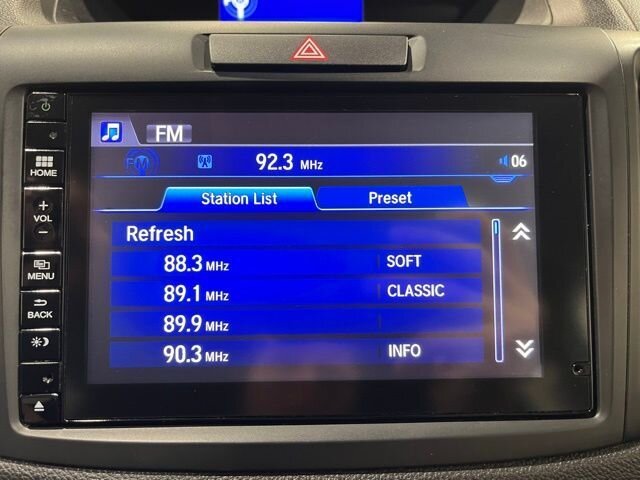 FM
FM
92.3 MHz
06
Station List
Preset
Refresh
88.3 MHz SOFT
89.1 MHz CLASSIC
89.9 MHz
90.3 MHz INFO
HOME
+
VOL
−
MENU
BACK